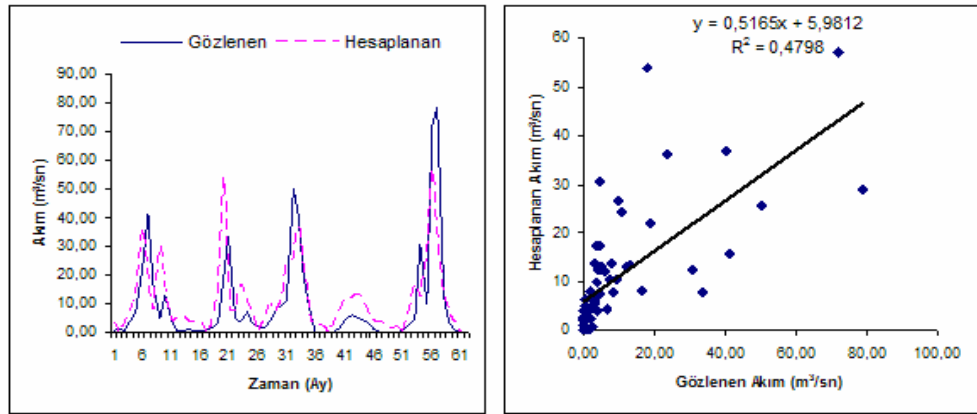 Gözlenen
Hesaplanan
90,00
80,00
70,00
60,00
50,00
40,00
30,00
20,00
10,00
0,00
Akım (m³/sn)
1 6 11 16 21 26 31 36 41 46 51 56 61
Zaman (Ay)
y = 0,5165x + 5,9812
R² = 0,4798
60
50
40
30
20
10
0
Hesaplanan Akım (m³/sn)
0,00 20,00 40,00 60,00 80,00 100,00
Gözlenen Akım (m³/sn)